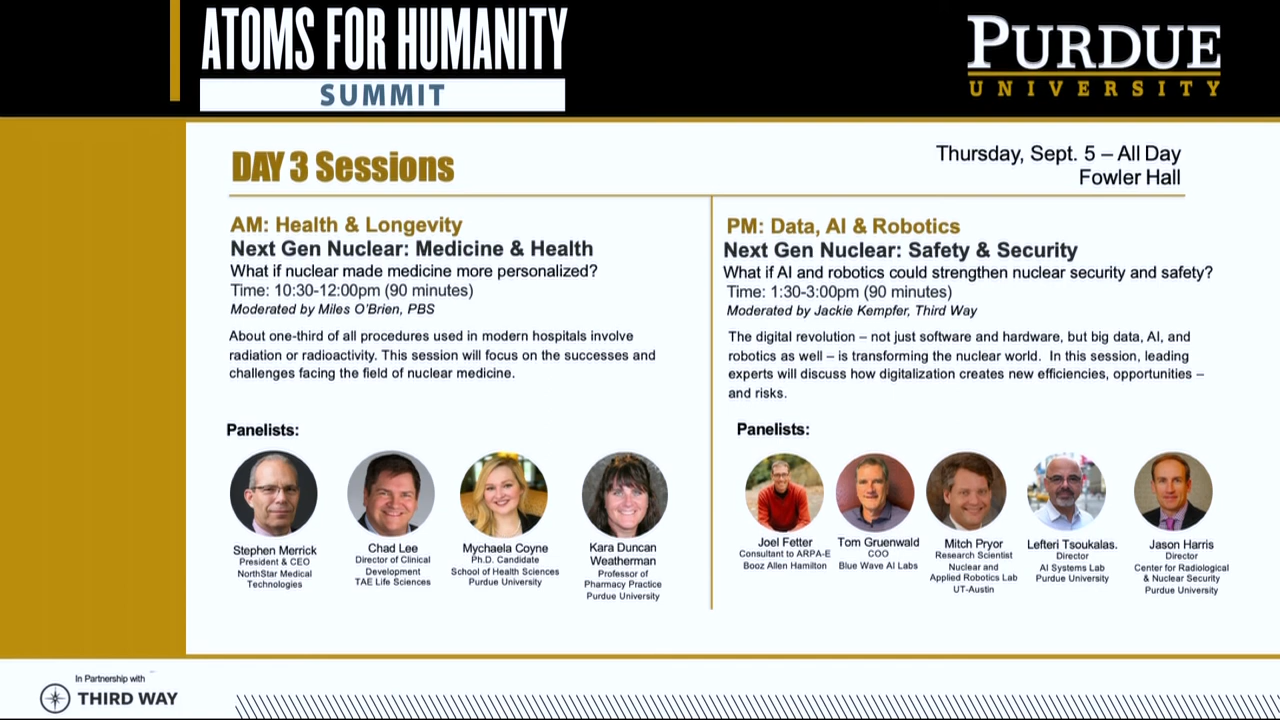 ATOMS FOR HUMANITY
SUMMIT
PURDUE
UNIVERSITY
DAY 3 Sessions
Thursday, Sept. 5 – All Day
Fowler Hall
AM: Health & Longevity
Next Gen Nuclear: Medicine & Health
What if nuclear made medicine more personalized?
Time: 10:30-12:00pm (90 minutes)
Moderated by Miles O'Brien, PBS
About one-third of all procedures used in modern hospitals involve
radiation or radioactivity. This session will focus on the successes and
challenges facing the field of nuclear medicine.
Panelists:
Stephen Merrick
President & CEO
NorthStar Medical
Technologies
Chad Lee
Director of Clinical
Development
TAE Life Sciences
Mychaela Coyne
Ph.D. Candidate
School of Health Sciences
Purdue University
Kara Duncan
Weatherman
Professor of
Pharmacy Practice
Purdue University
PM: Data, AI & Robotics
Next Gen Nuclear: Safety & Security
What if AI and robotics could strengthen nuclear security and safety?
Time: 1:30-3:00pm (90 minutes)
Moderated by Jackie Kempfer, Third Way
The digital revolution – not just software and hardware, but big data, AI, and
robotics as well – is transforming the nuclear world. In this session, leading
experts will discuss how digitalization creates new efficiencies, opportunities –
and risks.
Panelists:
Joel Fetter
Consultant to ARPA-E
Booz Allen Hamilton
Tom Gruenwald
COO
Blue Wave AI Labs
Mitch Pryor
Research Scientist
Nuclear and
Applied Robotics Lab
UT-Austin
Lefteri Tsoukalas.
Director
AI Systems Lab
Purdue University
Jason Harris
Director
Center for Radiological
& Nuclear Security
Purdue University
In Partnership with
THIRD WAY